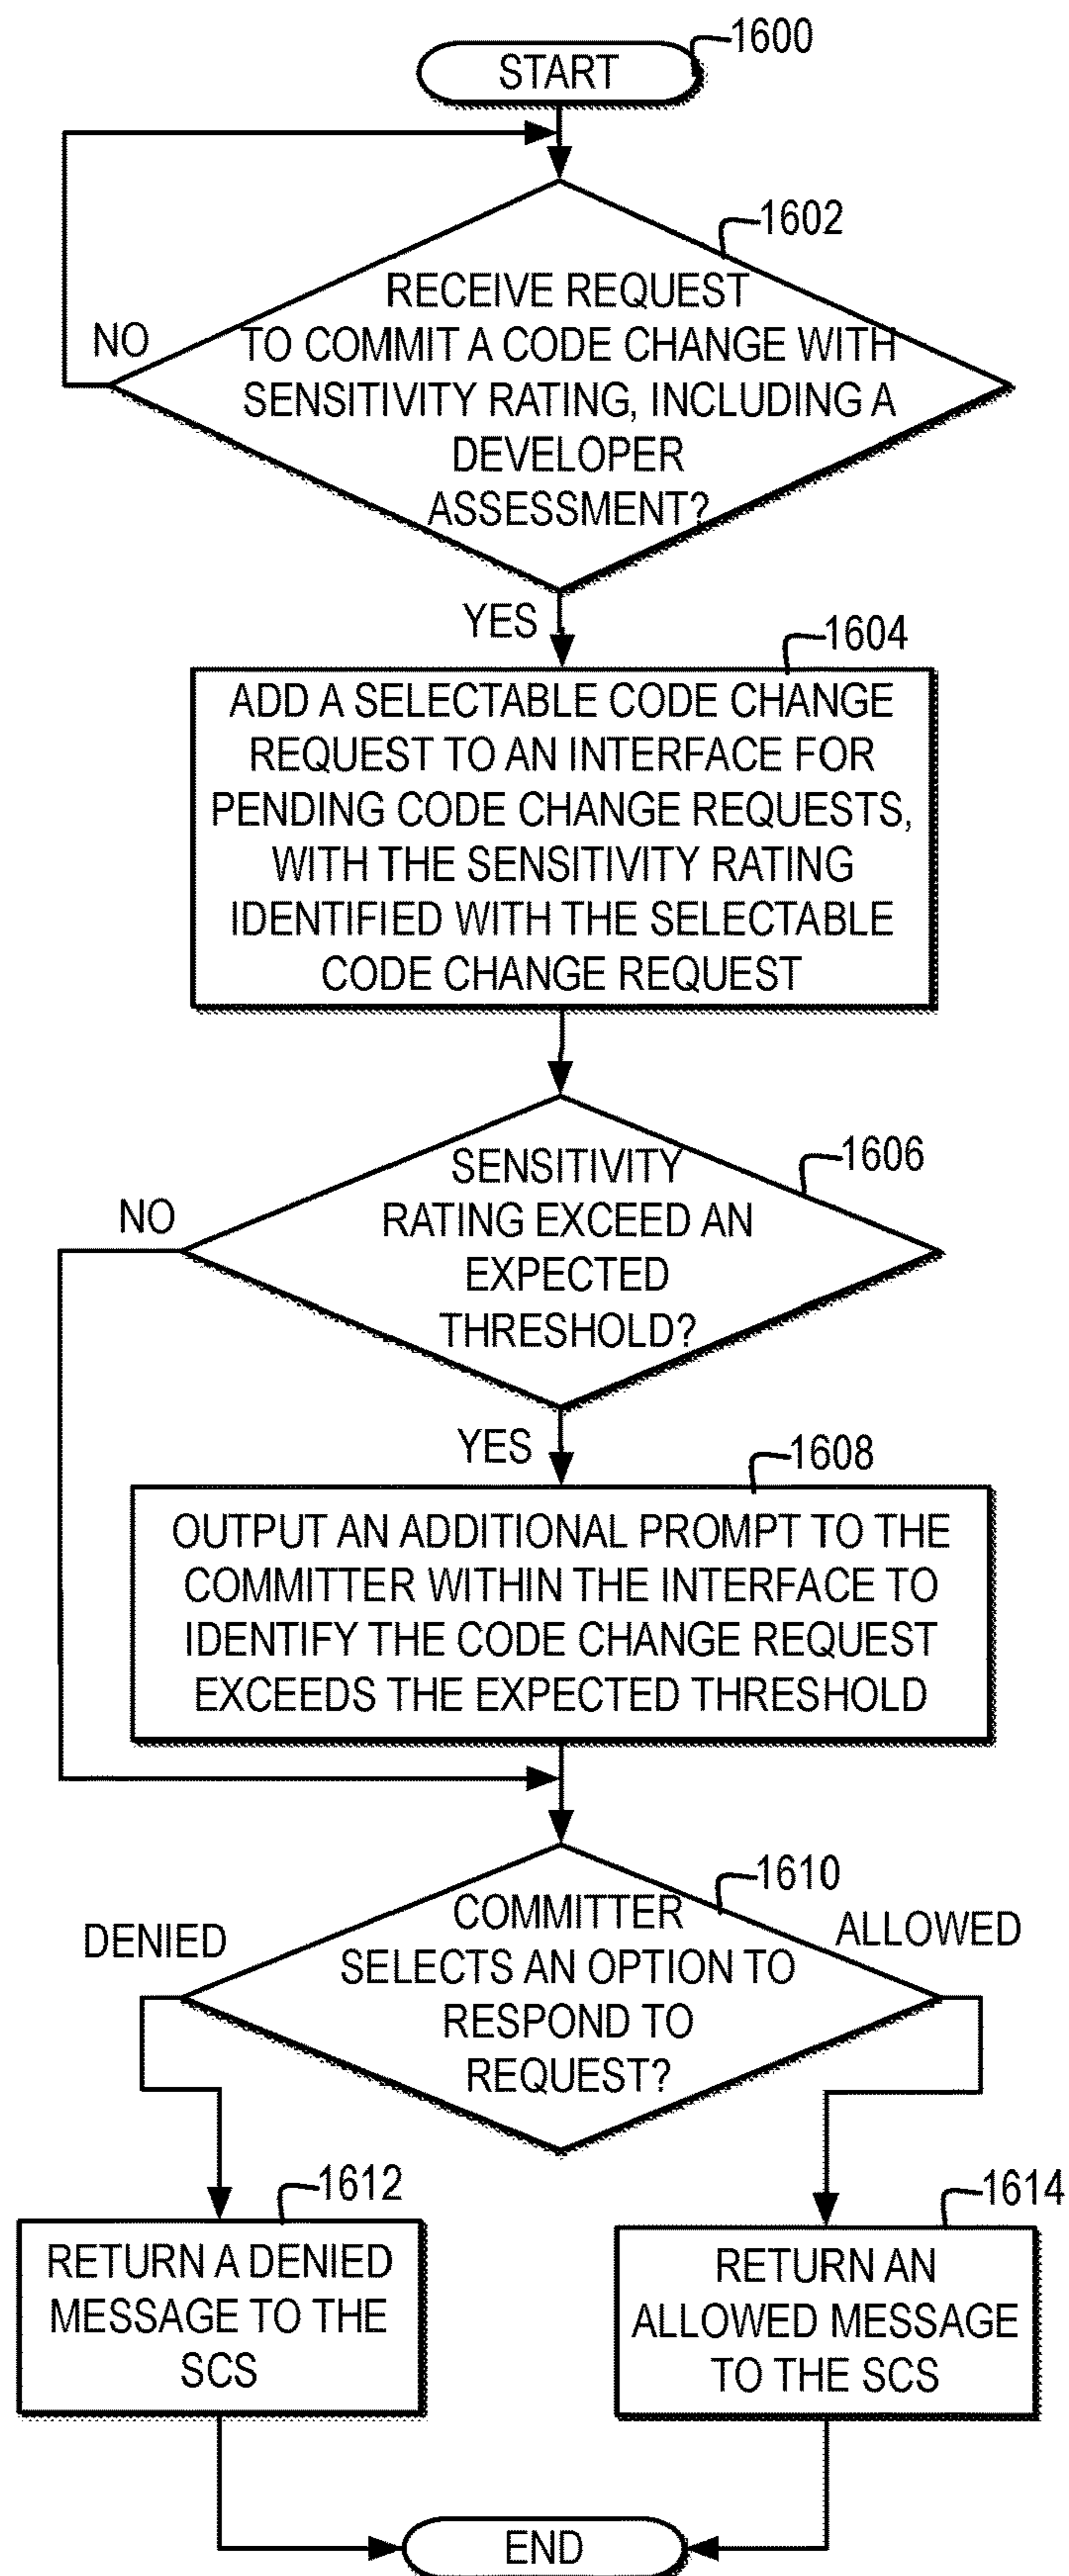 1600
START
1602
RECEIVE REQUEST
TO COMMIT A CODE CHANGE WITH
SENSITIVITY RATING, INCLUDING A
DEVELOPER
ASSESSMENT?
NO
YES
1604
ADD A SELECTABLE CODE CHANGE
REQUEST TO AN INTERFACE FOR
PENDING CODE CHANGE REQUESTS,
WITH THE SENSITIVITY RATING
IDENTIFIED WITH THE SELECTABLE
CODE CHANGE REQUEST
1606
SENSITIVITY
RATING EXCEED AN
EXPECTED
THRESHOLD?
NO
YES
1608
OUTPUT AN ADDITIONAL PROMPT TO THE
COMMITTER WITHIN THE INTERFACE TO
IDENTIFY THE CODE CHANGE REQUEST
EXCEEDS THE EXPECTED THRESHOLD
1610
COMMITTER
SELECTS AN OPTION TO
RESPOND TO
REQUEST?
DENIED
ALLOWED
1612
RETURN A DENIED
MESSAGE TO THE
SCS
1614
RETURN AN
ALLOWED MESSAGE
TO THE SCS
END